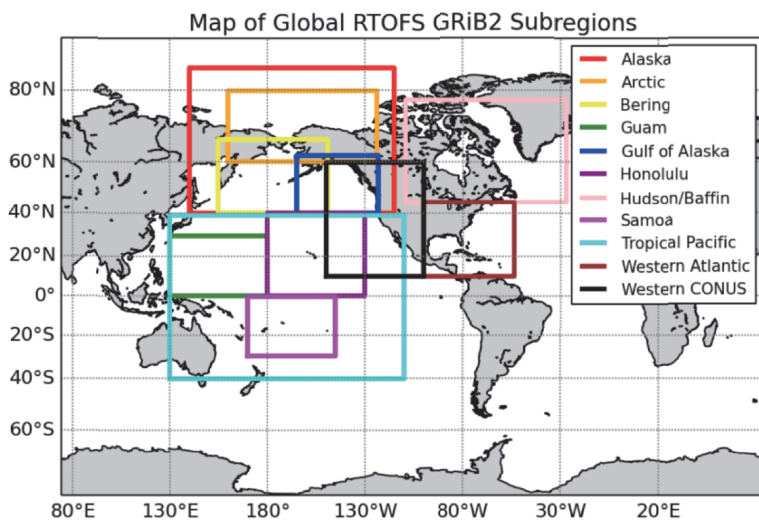 Map of Global RTOFS GRiB2 Subregions
Alaska
Arctic
Bering
Guam
Gulf of Alaska
Honolulu
Hudson/Baffin
Samoa
Tropical Pacific
Western Atlantic
Western CONUS
80°N
60°N
40°N
20°N
0°
20°S
40°S
60°S
80°E 130°E 180° 130°W 80°W 30°W 20°E